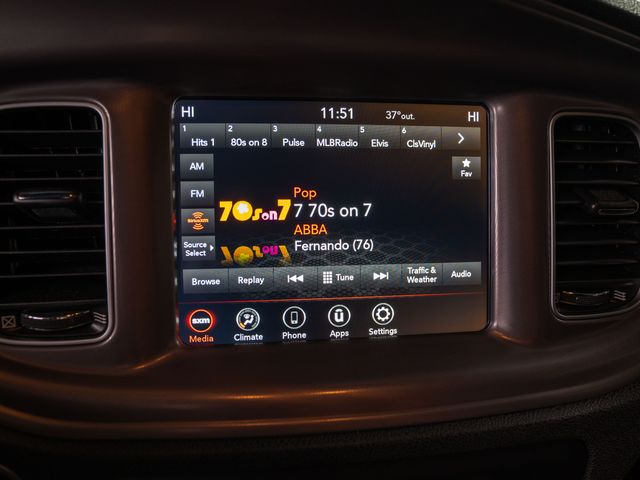 HI 11:51 37°out. HI
1 Hits 1 2 80s on 8 3 Pulse 4 MLBRadio 5 Elvis 6 ClsVinyl
AM
Fav
FM
Pop
70s on 7 7 70s on 7
siriusxm
ABBA
Source
Select
Fernando (76)
Browse Replay Tune Traffic &
Weather Audio
sxm
Media Climate Phone Apps Settings